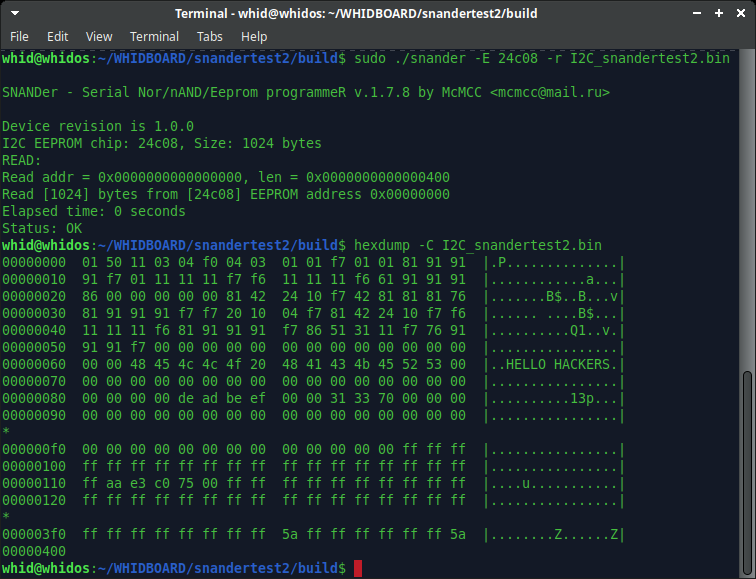 Terminal - whid@whidos: ~/WHIDBOARD/snandertest2/build
File Edit View Terminal Tabs Help
whid@whidos:~/WHIDBOARD/snandertest2/build$ sudo ./snander -E 24c08 -r I2C_snandertest2.bin
SNANDer - Serial Nor/nAND/Eeprom programmeR v.1.7.8 by McMCC <mcmcc@mail.ru>
Device revision is 1.0.0
I2C EEPROM chip: 24c08, Size: 1024 bytes
READ:
Read addr = 0x0000000000000000, len = 0x0000000000000400
Read [1024] bytes from [24c08] EEPROM address 0x00000000
Elapsed time: 0 seconds
Status: OK
whid@whidos:~/WHIDBOARD/snandertest2/build$ hexdump -C I2C_snandertest2.bin
00000000  01 50 11 03 04 f0 04 03  01 01 f7 01 01 81 91 91  |.P..............|
00000010  91 f7 01 11 11 11 f7 f6  11 11 11 f6 61 91 91 91  |............a...|
00000020  86 00 00 00 00 00 81 42  24 10 f7 42 81 81 81 76  |.......B$..B...v|
00000030  81 91 91 91 f7 f7 20 10  04 f7 81 42 24 10 f7 f6  |...... ....B$...|
00000040  11 11 11 f6 81 91 91 91  f7 86 51 31 11 f7 76 91  |..........Q1..v.|
00000050  91 91 f7 00 00 00 00 00  00 00 00 00 00 00 00 00  |................|
00000060  00 00 48 45 4c 4c 4f 20  48 41 43 4b 45 52 53 00  |..HELLO HACKERS.|
00000070  00 00 00 00 00 00 00 00  00 00 00 00 00 00 00 00  |................|
00000080  00 00 00 00 de ad be ef  00 00 31 33 70 00 00 00  |..........13p...|
00000090  00 00 00 00 00 00 00 00  00 00 00 00 00 00 00 00  |................|
*
000000f0  00 00 00 00 00 00 00 00  00 00 00 00 00 ff ff ff  |................|
00000100  ff ff ff ff ff ff ff ff  ff ff ff ff ff ff ff ff  |................|
00000110  ff aa e3 c0 75 00 ff ff  ff ff ff ff ff ff ff ff  |....u...........|
00000120  ff ff ff ff ff ff ff ff  ff ff ff ff ff ff ff ff  |................|
*
000003f0  ff ff ff ff ff ff ff ff  5a ff ff ff ff ff ff 5a  |........Z......Z|
00000400
whid@whidos:~/WHIDBOARD/snandertest2/build$